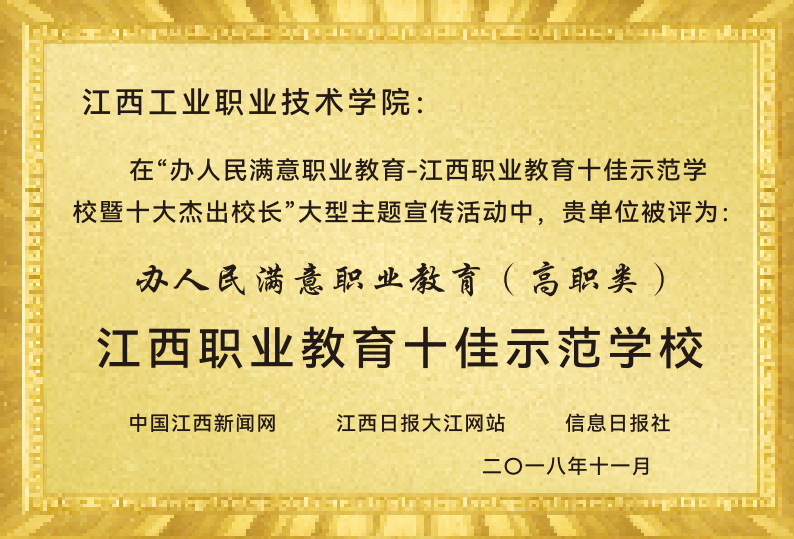 江西工业职业技术学院：
在“办人民满意职业教育-江西职业教育十佳示范学
校暨十大杰出校长”大型主题宣传活动中，贵单位被评为：
办人民满意职业教育（高职类）
江西职业教育十佳示范学校
中国江西新闻网 江西日报大江网站 信息日报社
二〇一八年十一月